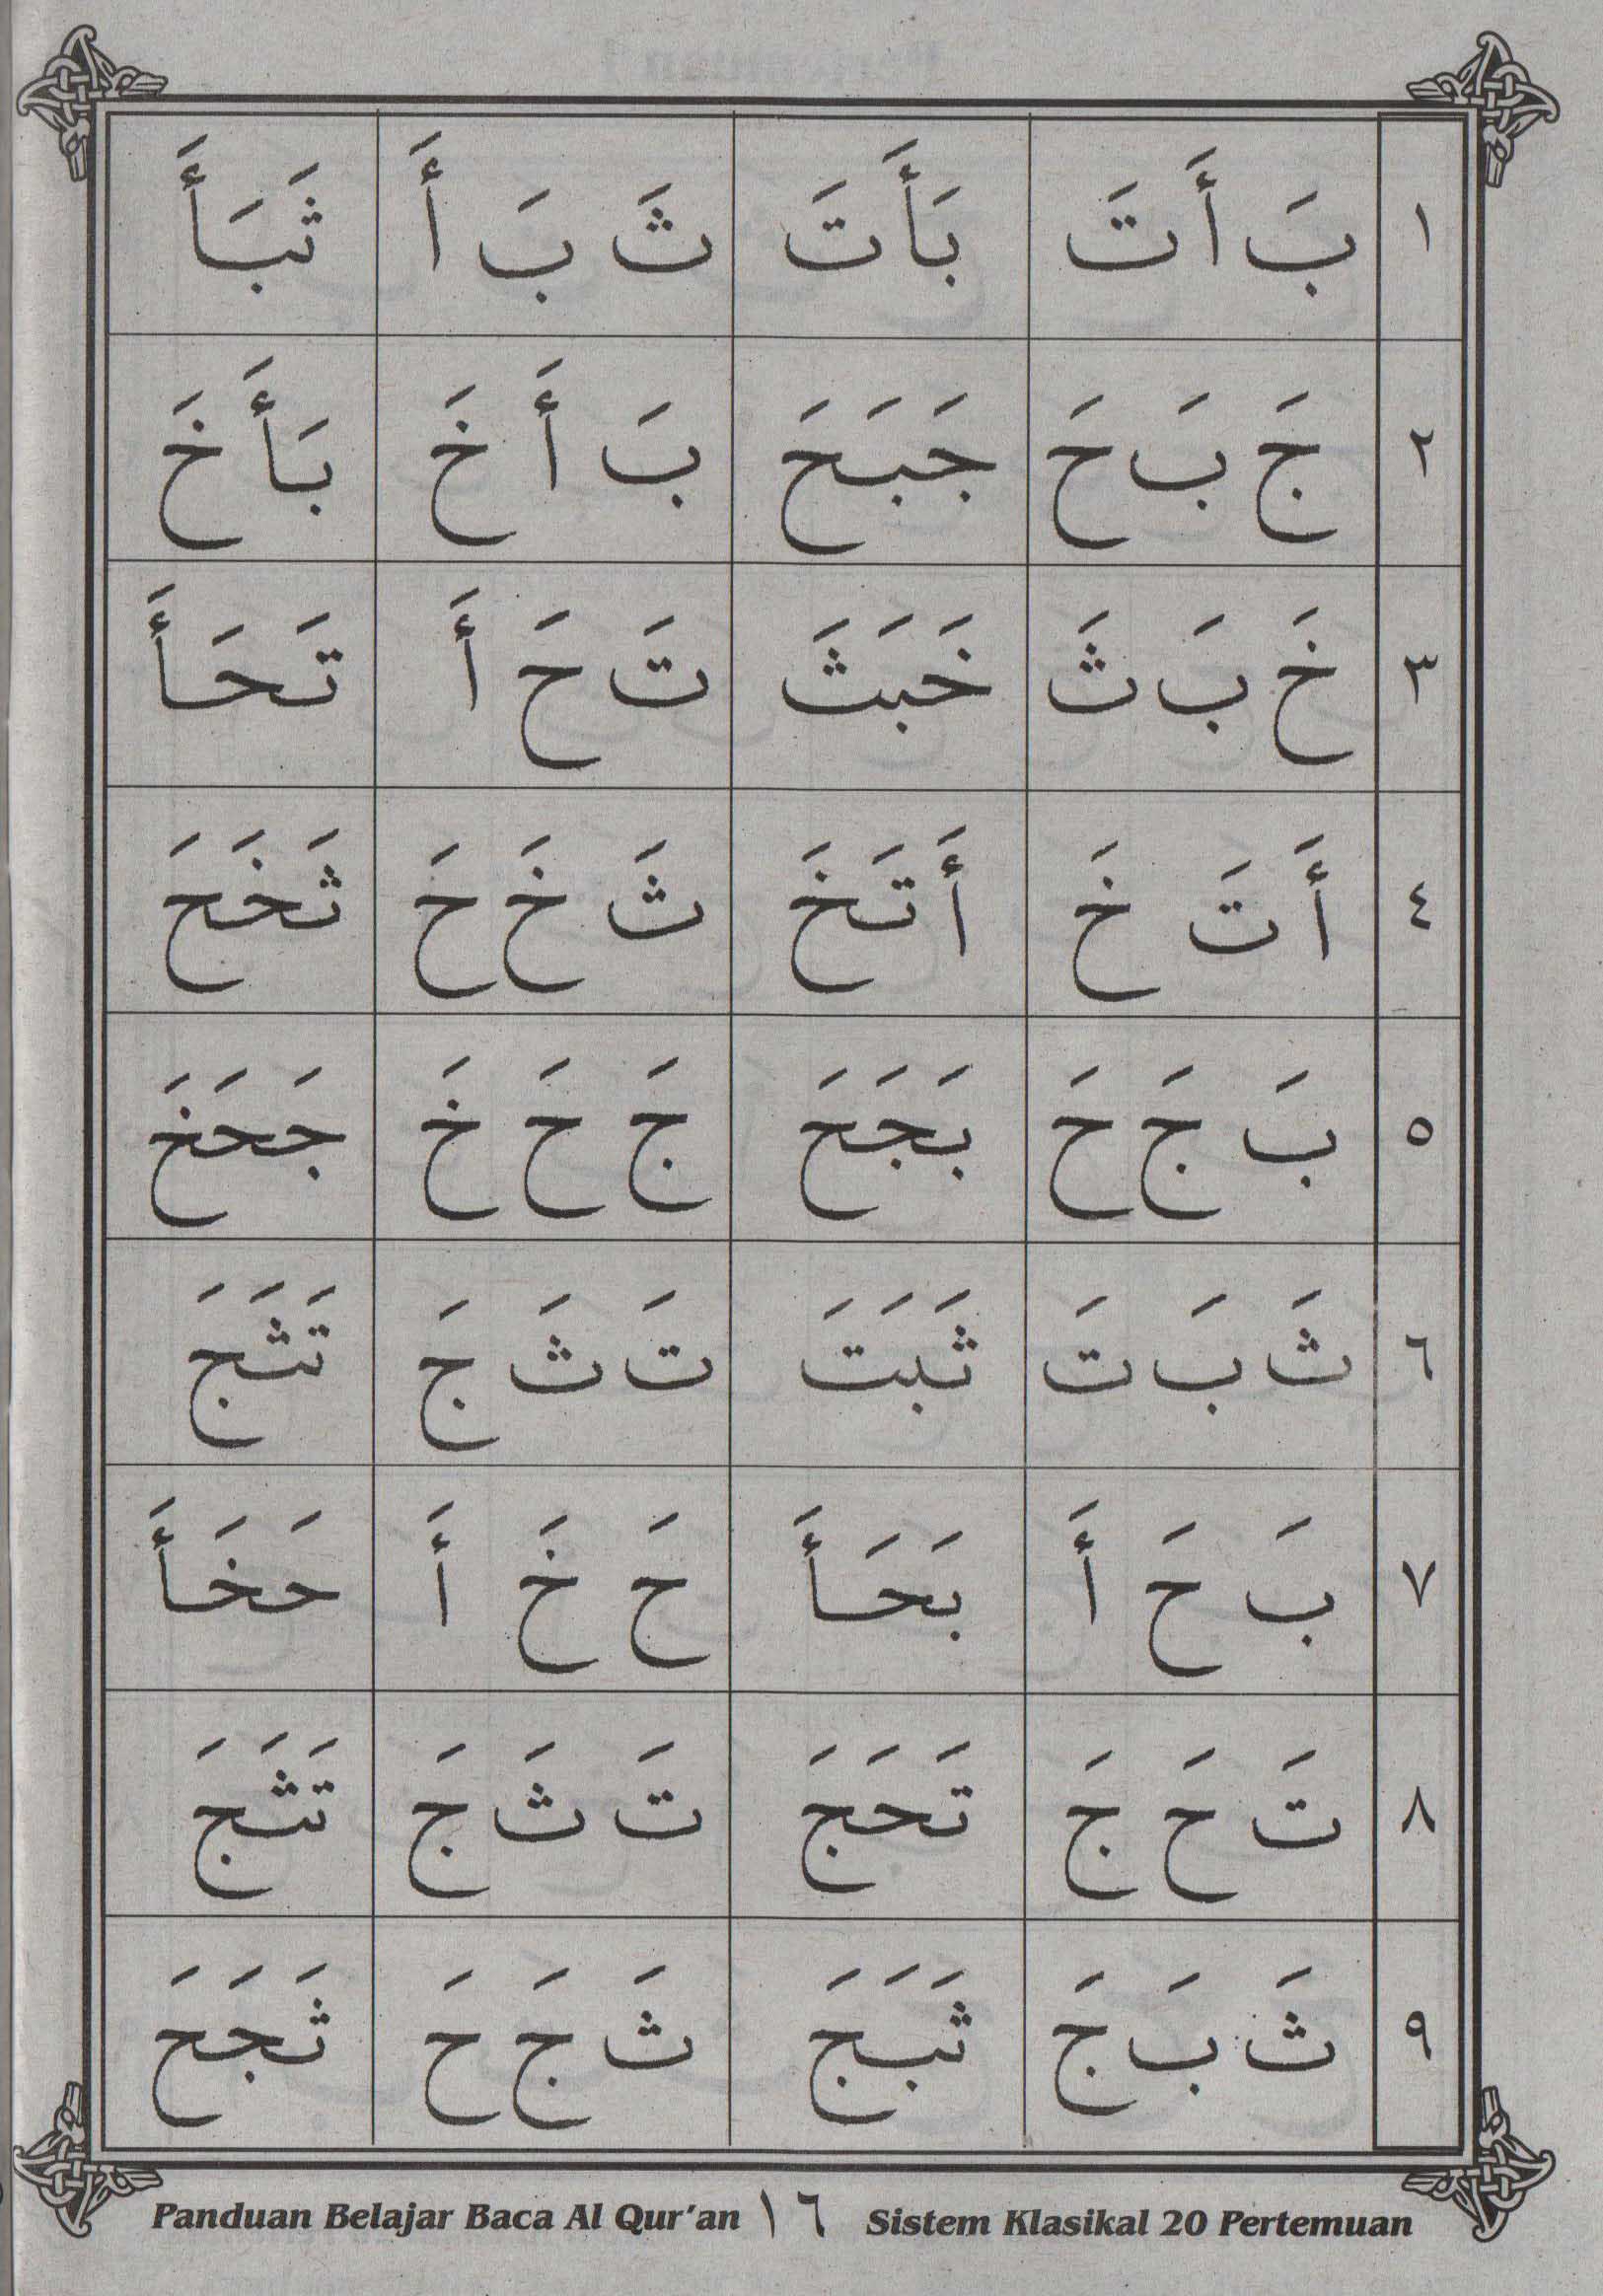 ١ بَ أَ تَ بَأَتَ ثَ بَ أَ ثَبَأَ
٢ جَ بَ حَ جَبَحَ بَ أَ خَ بَأَخَ
٣ خَ بَ ثَ خَبَثَ تَ حَ أَ تَحَأَ
٤ أَ تَ خَ أَتَخَ ثَ خَ حَ ثَخَحَ
٥ بَ جَ حَ بَجَحَ جَ حَ خَ جَحَخَ
٦ ثَ بَ تَ ثَبَتَ تَ ثَ جَ تَثَجَ
٧ بَ حَ أَ بَحَأَ حَ خَ أَ حَخَأَ
٨ تَ حَ جَ تَحَجَ تَ ثَ جَ تَثَجَ
٩ ثَ بَ جَ ثَبَجَ ثَ جَ حَ ثَجَحَ
Panduan Belajar Baca Al Qur'an ١٦ Sistem Klasikal 20 Pertemuan